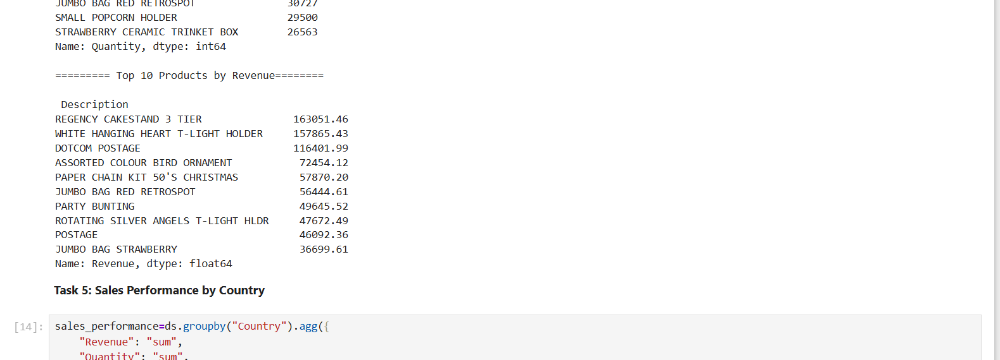 JUMBO BAG RED RETROSPOT                30727
SMALL POPCORN HOLDER                  29500
STRAWBERRY CERAMIC TRINKET BOX        26563
Name: Quantity, dtype: int64
========= Top 10 Products by Revenue========
Description
REGENCY CAKESTAND 3 TIER               163051.46
WHITE HANGING HEART T-LIGHT HOLDER     157865.43
DOTCOM POSTAGE                         116401.99
ASSORTED COLOUR BIRD ORNAMENT           72454.12
PAPER CHAIN KIT 50'S CHRISTMAS          57870.20
JUMBO BAG RED RETROSPOT                 56444.61
PARTY BUNTING                           49645.52
ROTATING SILVER ANGELS T-LIGHT HLDR     47672.49
POSTAGE                                 46092.36
JUMBO BAG STRAWBERRY                    36699.61
Name: Revenue, dtype: float64
Task 5: Sales Performance by Country
[14]: sales_performance=ds.groupby("Country").agg({
    "Revenue": "sum",
    "Quantity": "sum",